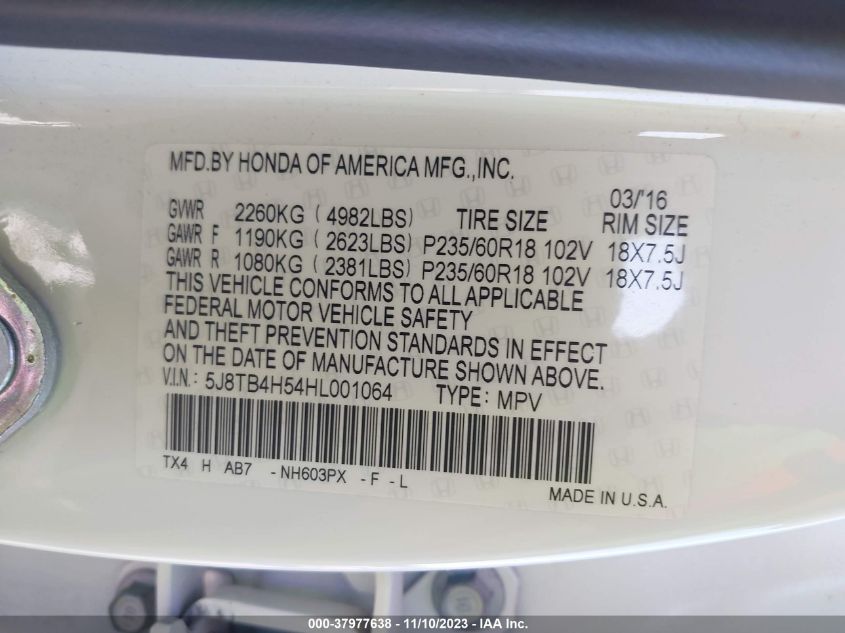 MFD.BY HONDA OF AMERICA MFG.,INC.
03/'16
GVWR 2260KG (4982LBS) TIRE SIZE RIM SIZE
GAWR F 1190KG (2623LBS) P235/60R18 102V 18X7.5J
GAWR R 1080KG (2381LBS) P235/60R18 102V 18X7.5J
THIS VEHICLE CONFORMS TO ALL APPLICABLE
FEDERAL MOTOR VEHICLE SAFETY
AND THEFT PREVENTION STANDARDS IN EFFECT
ON THE DATE OF MANUFACTURE SHOWN ABOVE.
V.I.N.: 5J8TB4H54HL001064 TYPE: MPV
TX4 H AB7 -NH603PX -F -L
MADE IN U.S.A.
000-37977638 - 11/10/2023 - IAA Inc.